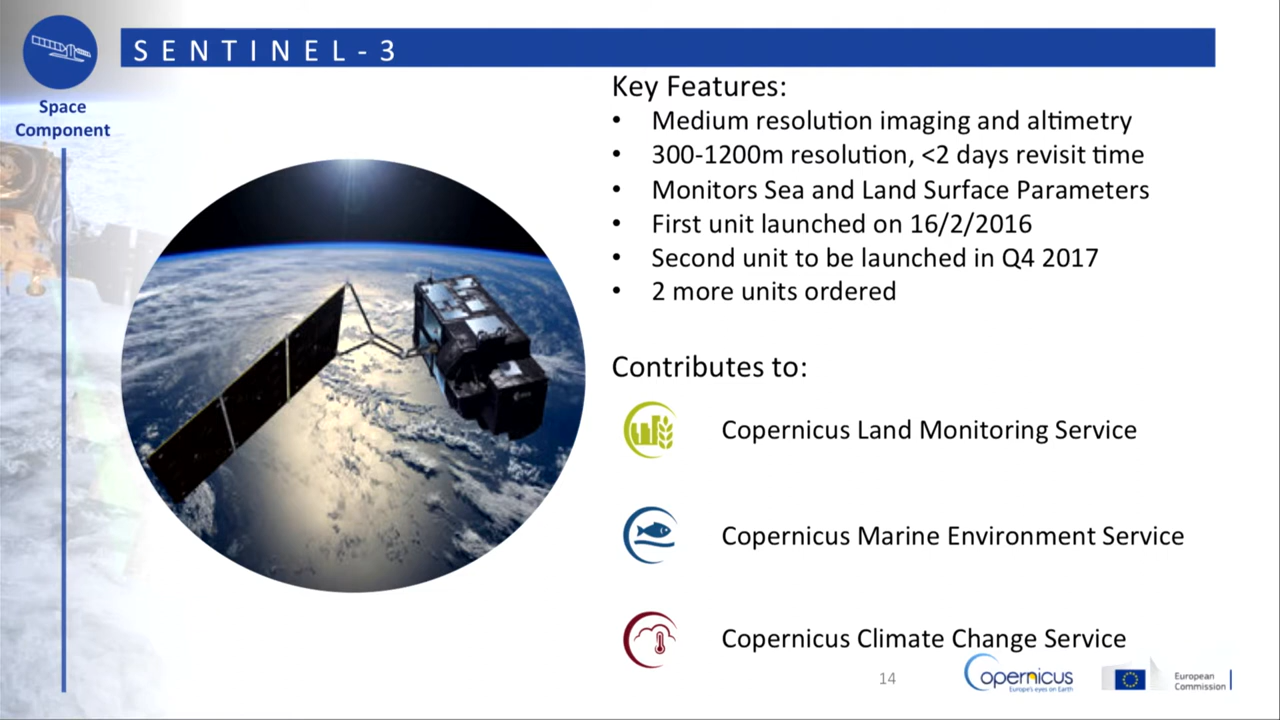 SENTINEL-3
Space
Component
Key Features:
• Medium resolution imaging and altimetry
• 300-1200m resolution, <2 days revisit time
• Monitors Sea and Land Surface Parameters
• First unit launched on 16/2/2016
• Second unit to be launched in Q4 2017
• 2 more units ordered
Contributes to:
Copernicus Land Monitoring Service
Copernicus Marine Environment Service
Copernicus Climate Change Service
14
Copernicus
Europe's eyes on Earth
European
Commission